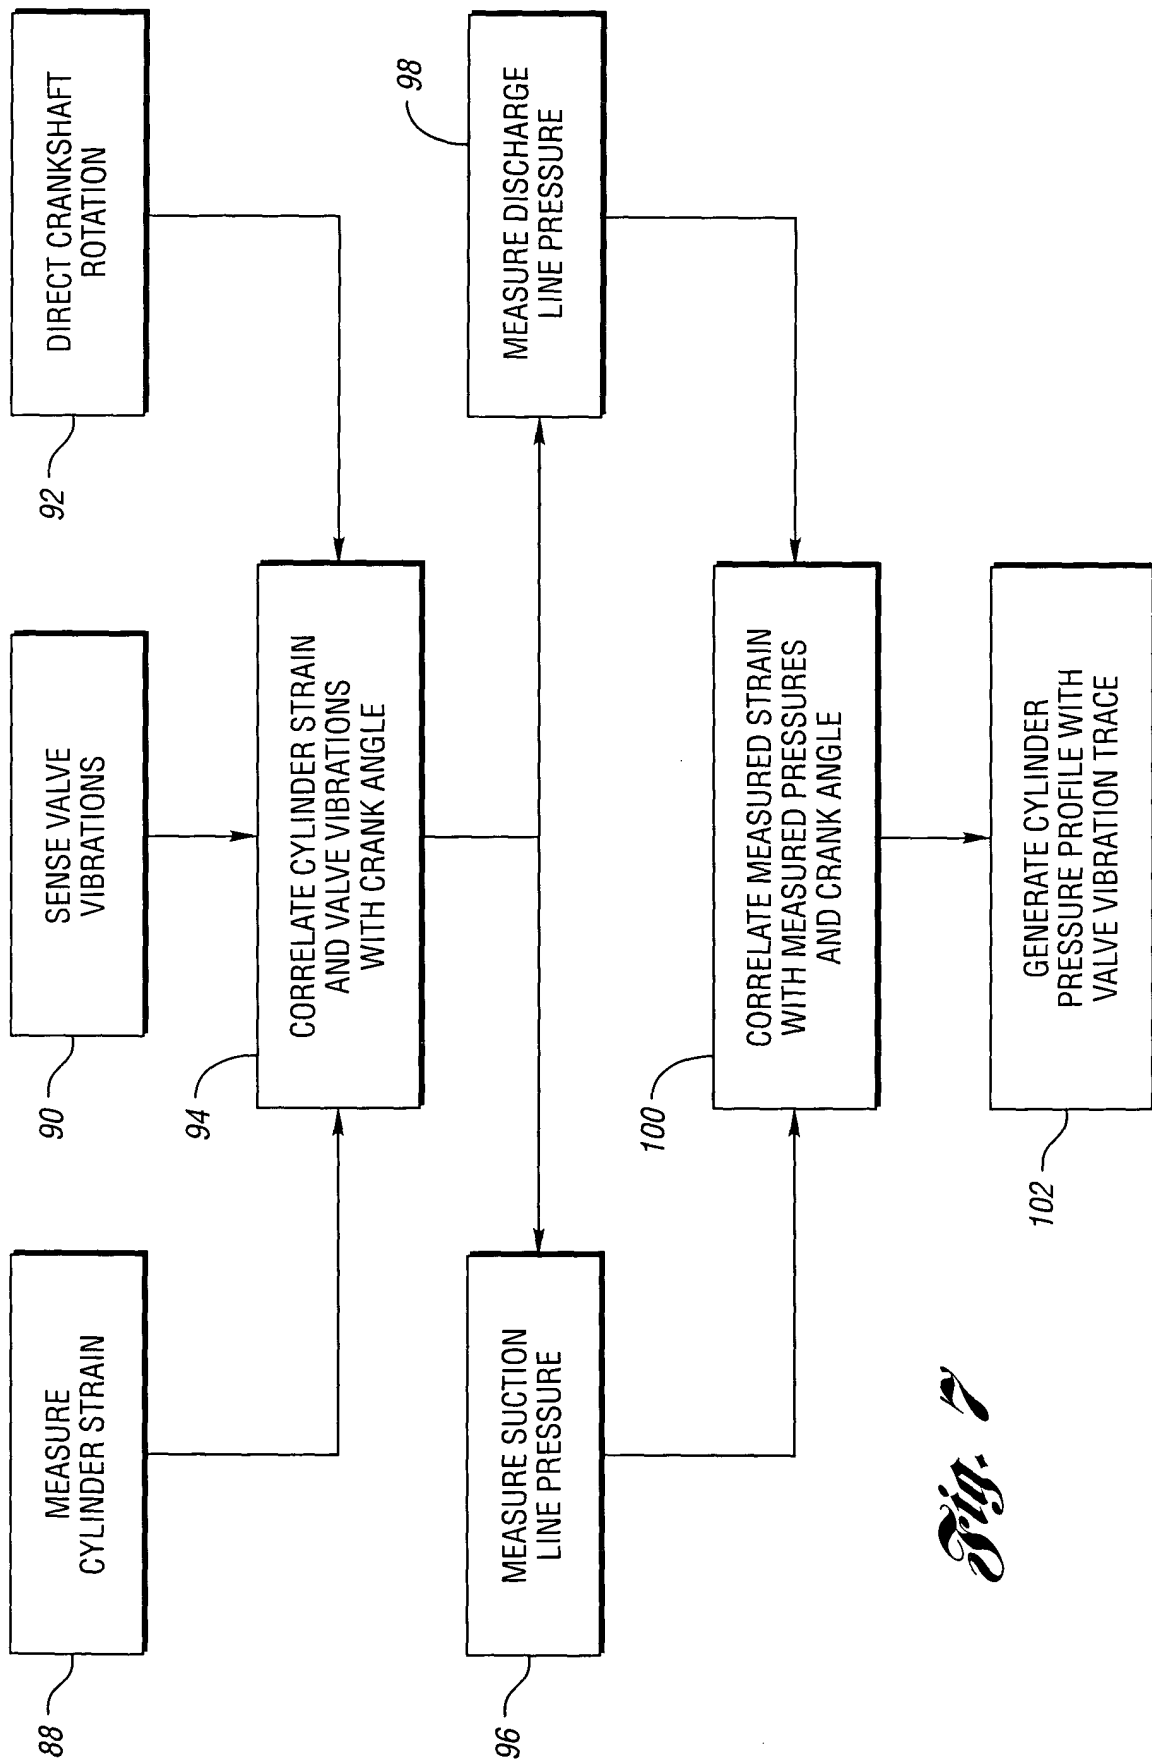 88
MEASURE
CYLINDER STRAIN
90
SENSE VALVE
VIBRATIONS
92
DIRECT CRANKSHAFT
ROTATION
94
CORRELATE CYLINDER STRAIN
AND VALVE VIBRATIONS
WITH CRANK ANGLE
96
MEASURE SUCTION
LINE PRESSURE
98
MEASURE DISCHARGE
LINE PRESSURE
100
CORRELATE MEASURED STRAIN
WITH MEASURED PRESSURES
AND CRANK ANGLE
102
GENERATE CYLINDER
PRESSURE PROFILE WITH
VALVE VIBRATION TRACE
Fig. 7